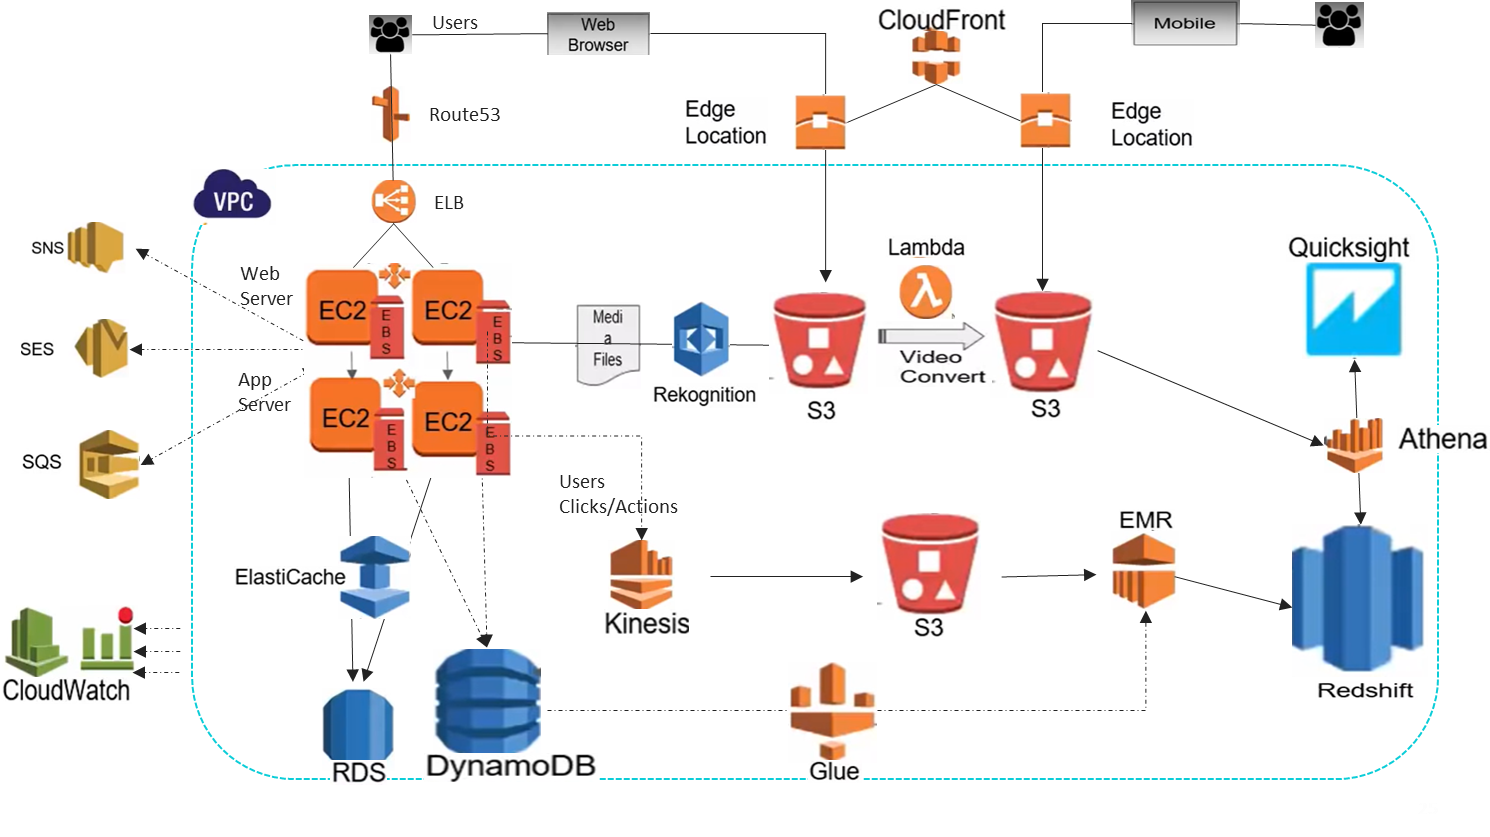 Users
Web
Browser
CloudFront
Mobile
Route53
Edge
Location
Edge
Location
VPC
ELB
SNS
Web
Server
EC2
EBS
EC2
EBS
Medi
a
Files
Rekognition
S3
Lambda
Video
Convert
S3
Quicksight
SES
App
Server
EC2
EBS
EC2
EBS
Athena
SQS
Users
Clicks/Actions
ElastiCache
Kinesis
S3
EMR
Redshift
CloudWatch
RDS
DynamoDB
Glue